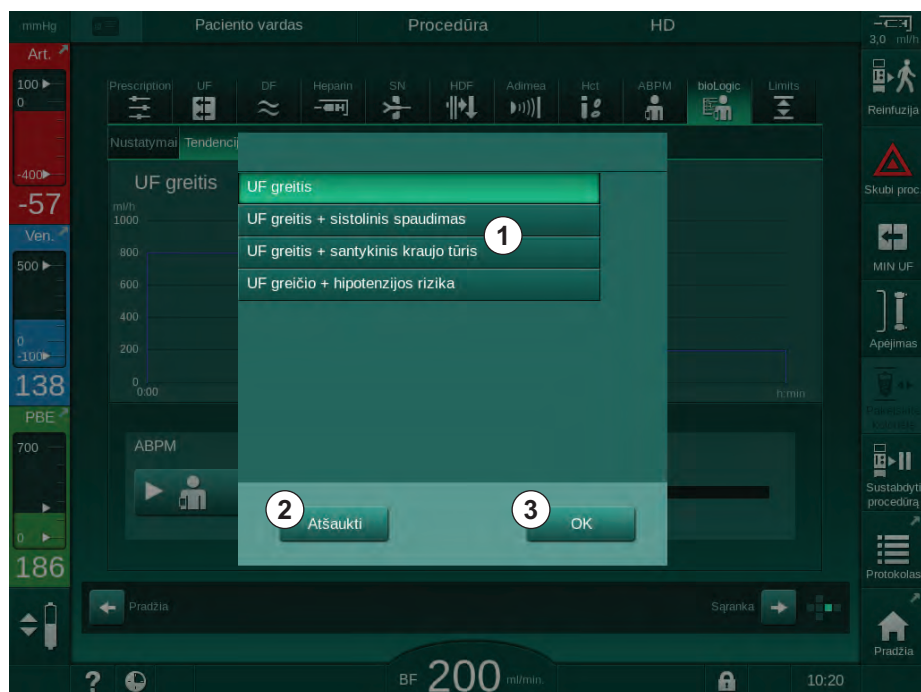 mmHg
Paciento vardas
Procedūra
HD
3,0 ml/h
Art.
100
0
-400
-57
Ven.
500
0
-100
138
PBE
700
0
186
Prescription
UF
DF
Heparin
SN
HDF
Adimea
Hct
ABPM
bioLogic
Limits
Nustatymai
Tendencij
UF greitis
ml/h
1000
800
600
400
200
0
0:00
h:min
UF greitis
UF greitis + sistolinis spaudimas
UF greitis + santykinis kraujo tūris
UF greičio + hipotenzijos rizika
1
ABPM
2
Atšaukti
3
OK
Pradžia
Sąranka
Reinfuzija
Skubi proc
MIN UF
Apėjimas
Sustabdyti
procedūrą
Protokolas
Pradžia
?
BF 200 ml/min.
10:20